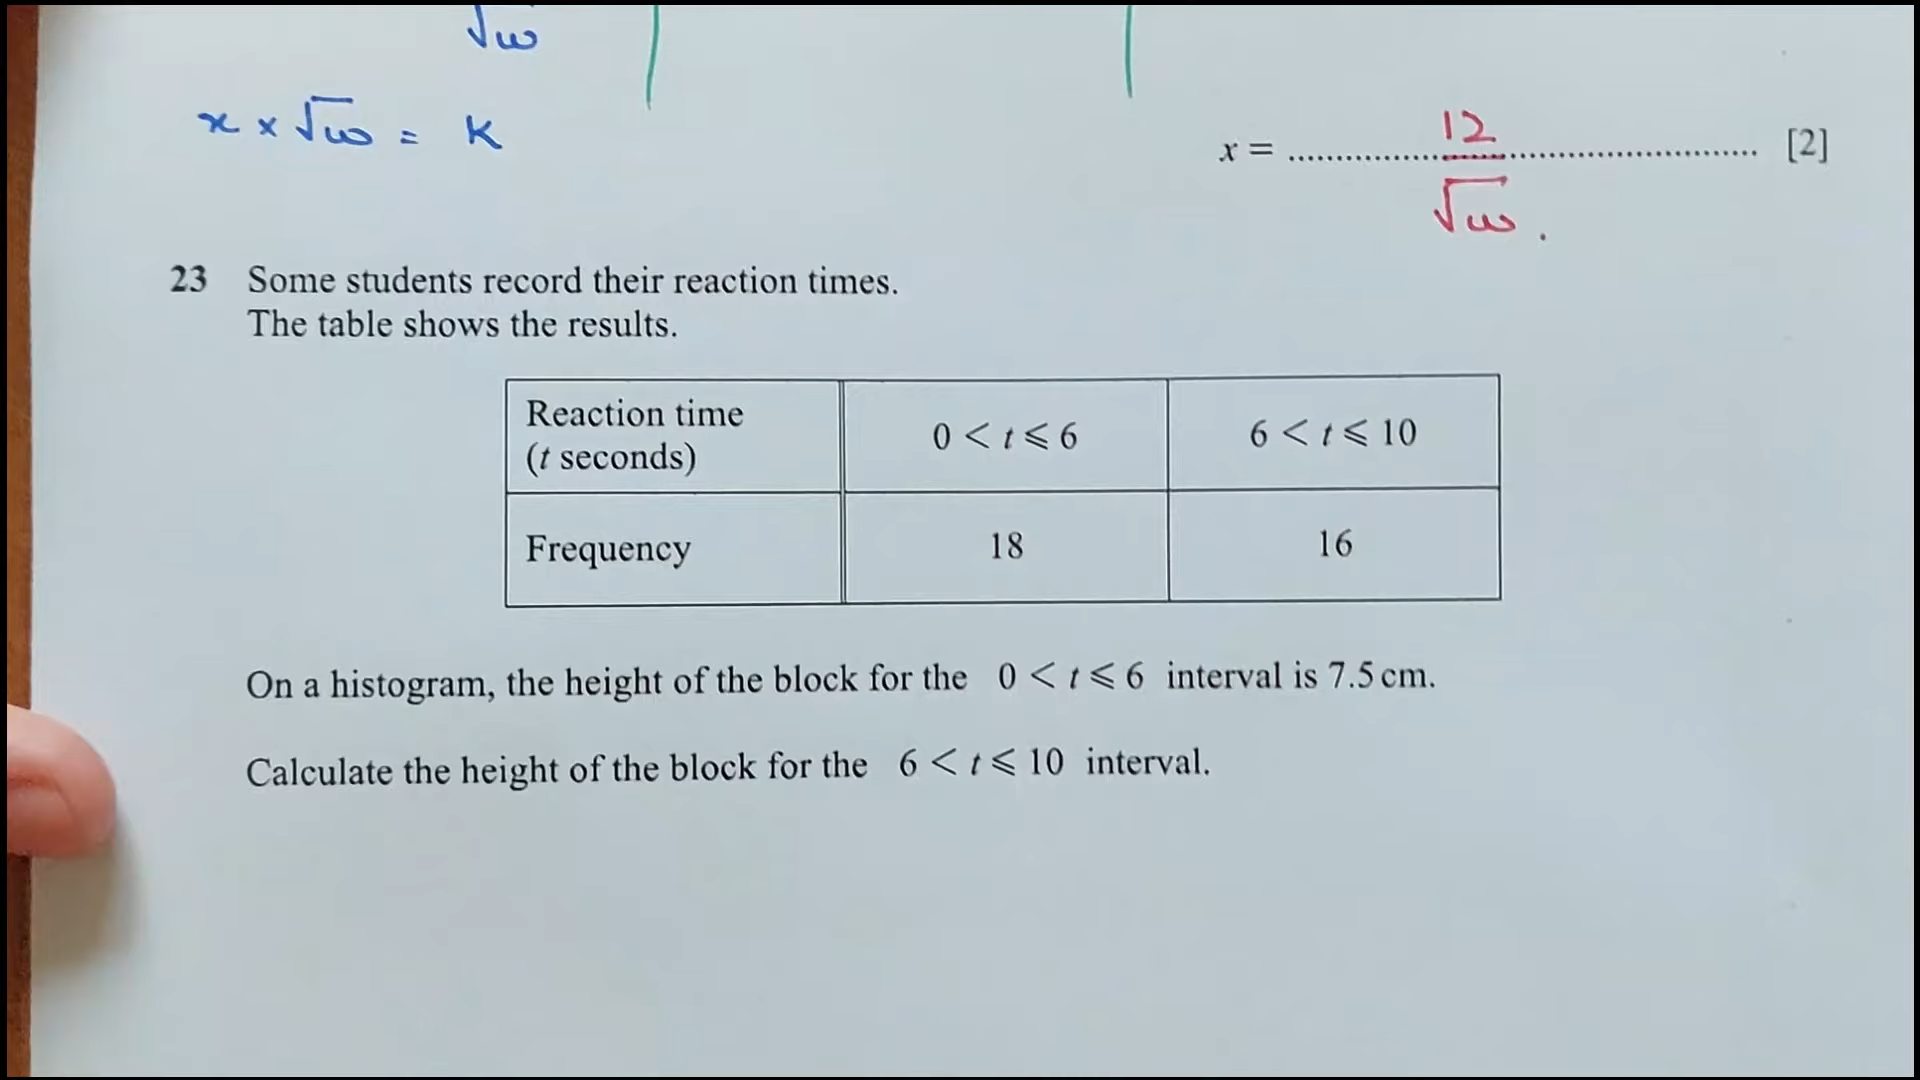 √w
x × √w = K
x = ........ 12/√w. ........ [2]
23 Some students record their reaction times.
The table shows the results.
Reaction time (t seconds) 0 < t ⩽ 6 6 < t ⩽ 10
Frequency 18 16
On a histogram, the height of the block for the 0 < t ⩽ 6 interval is 7.5 cm.
Calculate the height of the block for the 6 < t ⩽ 10 interval.